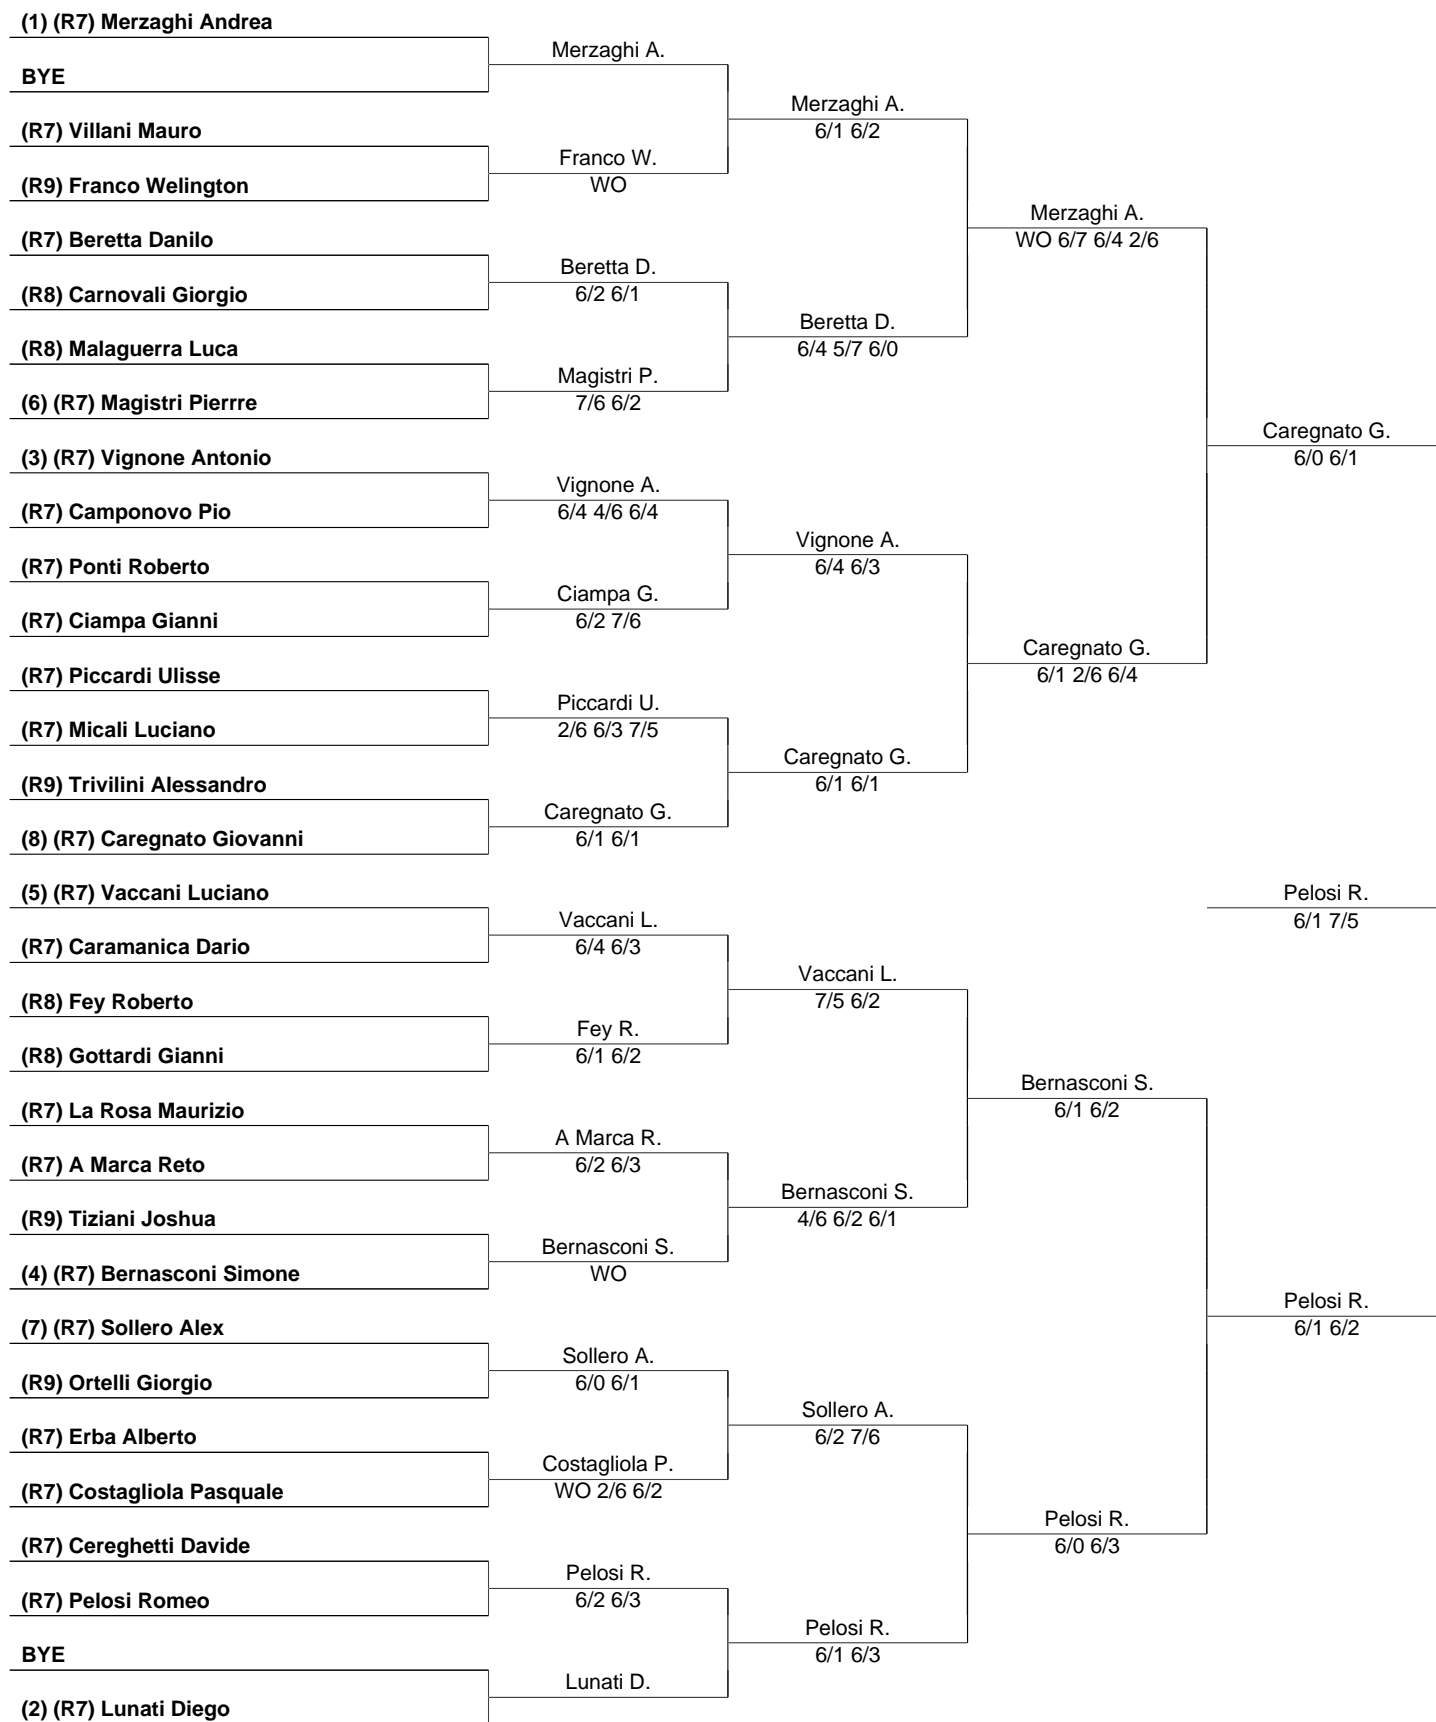 (1) (R7) Merzaghi Andrea
Merzaghi A.
BYE
Merzaghi A.
6/1 6/2
(R7) Villani Mauro
Franco W.
WO
(R9) Franco Welington
Merzaghi A.
WO 6/7 6/4 2/6
(R7) Beretta Danilo
Beretta D.
6/2 6/1
(R8) Carnovali Giorgio
Beretta D.
6/4 5/7 6/0
(R8) Malaguerra Luca
Magistri P.
7/6 6/2
(6) (R7) Magistri Pierrre
Caregnato G.
6/0 6/1
(3) (R7) Vignone Antonio
Vignone A.
6/4 4/6 6/4
(R7) Camponovo Pio
Vignone A.
6/4 6/3
(R7) Ponti Roberto
Ciampa G.
6/2 7/6
(R7) Ciampa Gianni
Caregnato G.
6/1 2/6 6/4
(R7) Piccardi Ulisse
Piccardi U.
2/6 6/3 7/5
(R7) Micali Luciano
Caregnato G.
6/1 6/1
(R9) Trivilini Alessandro
Caregnato G.
6/1 6/1
(8) (R7) Caregnato Giovanni
(5) (R7) Vaccani Luciano
Pelosi R.
6/1 7/5
Vaccani L.
6/4 6/3
(R7) Caramanica Dario
Vaccani L.
7/5 6/2
(R8) Fey Roberto
Fey R.
6/1 6/2
(R8) Gottardi Gianni
Bernasconi S.
6/1 6/2
(R7) La Rosa Maurizio
A Marca R.
6/2 6/3
(R7) A Marca Reto
Bernasconi S.
4/6 6/2 6/1
(R9) Tiziani Joshua
Bernasconi S.
WO
(4) (R7) Bernasconi Simone
Pelosi R.
6/1 6/2
(7) (R7) Sollero Alex
Sollero A.
6/0 6/1
(R9) Ortelli Giorgio
Sollero A.
6/2 7/6
(R7) Erba Alberto
Costagliola P.
WO 2/6 6/2
(R7) Costagliola Pasquale
Pelosi R.
6/0 6/3
(R7) Cereghetti Davide
Pelosi R.
6/2 6/3
(R7) Pelosi Romeo
Pelosi R.
6/1 6/3
BYE
Lunati D.
(2) (R7) Lunati Diego